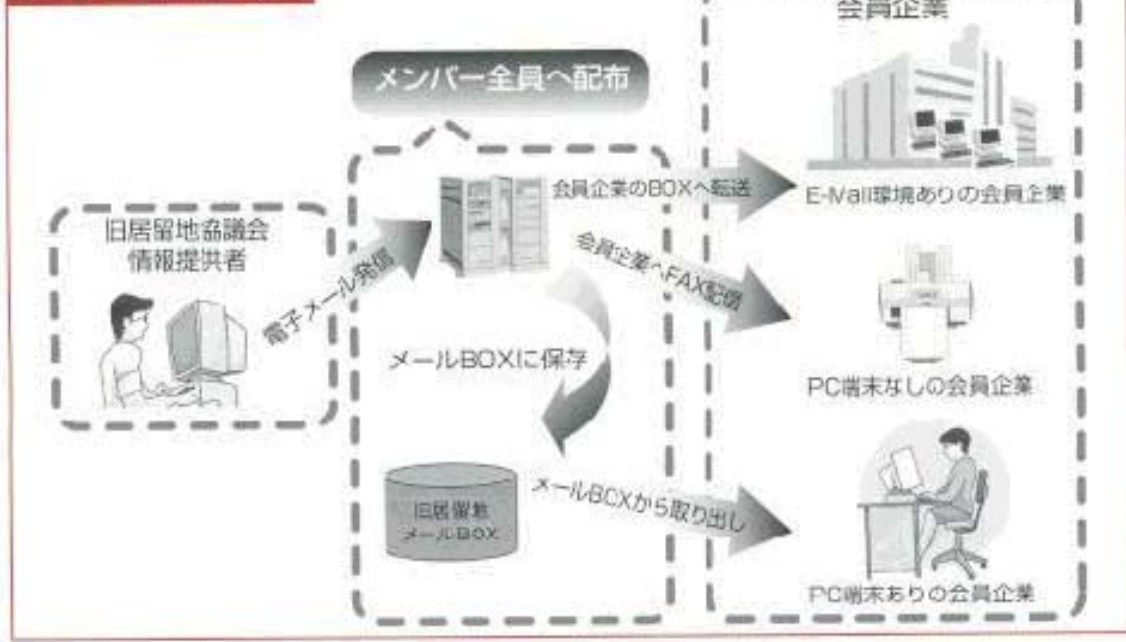 会員企業
メンバー全員へ配布
旧居留地協議会
情報提供者
電子メール発信
会員企業のBOXへ転送
E-Mail環境ありの会員企業
会員企業へFAX配信
PC端末なしの会員企業
メールBOXに保存
旧居留地
メールBOX
メールBOXから取り出し
PC端末ありの会員企業